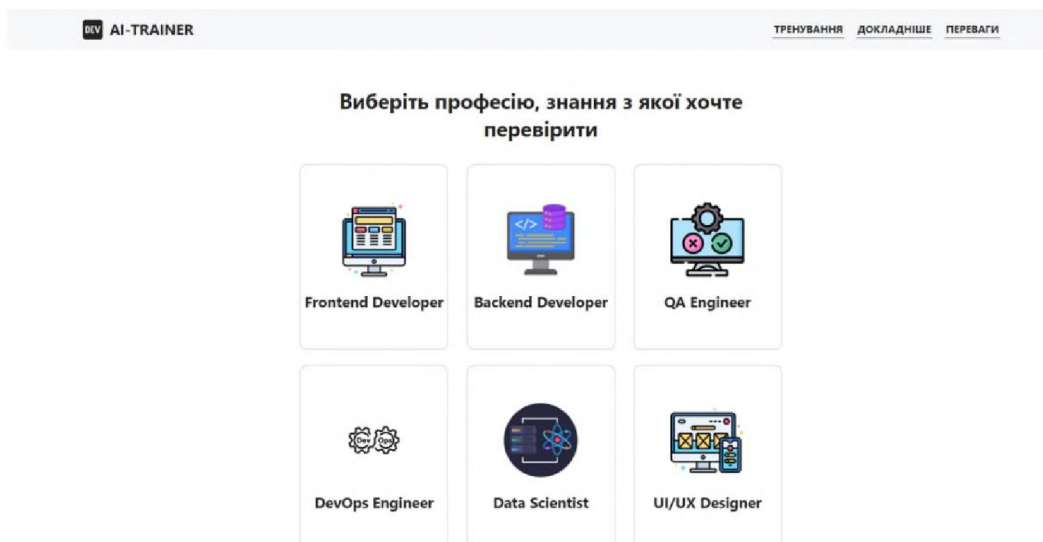 DEV AI-TRAINER ТРЕНУВАННЯ ДОКЛАДНІШЕ ПЕРЕВАГИ
Виберіть професію, знання з якої хочте
перевірити
</>
Frontend Developer Backend Developer QA Engineer
Dev Ops
DevOps Engineer Data Scientist UI/UX Designer